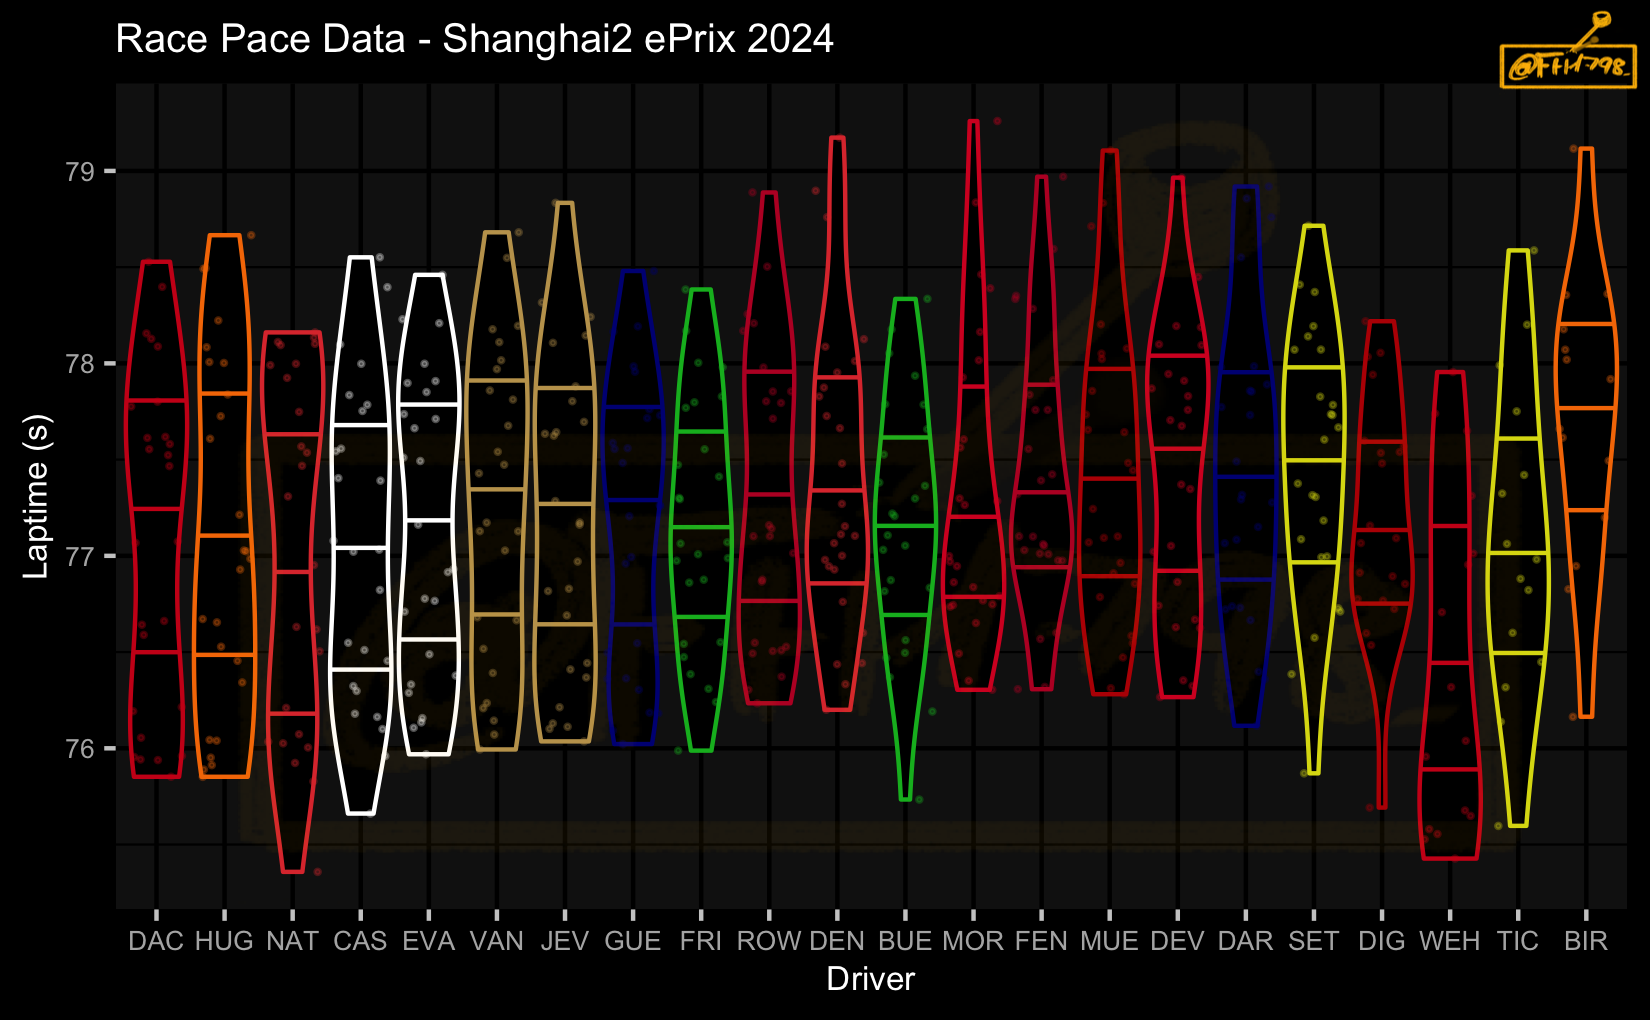 Race Pace Data - Shanghai2 ePrix 2024
@FFH798
Laptime (s)
79
78
77
76
DAC HUG NAT CAS EVA VAN JEV GUE FRI ROW DEN BUE MOR FEN MUE DEV DAR SET DIG WEH TIC BIR
Driver